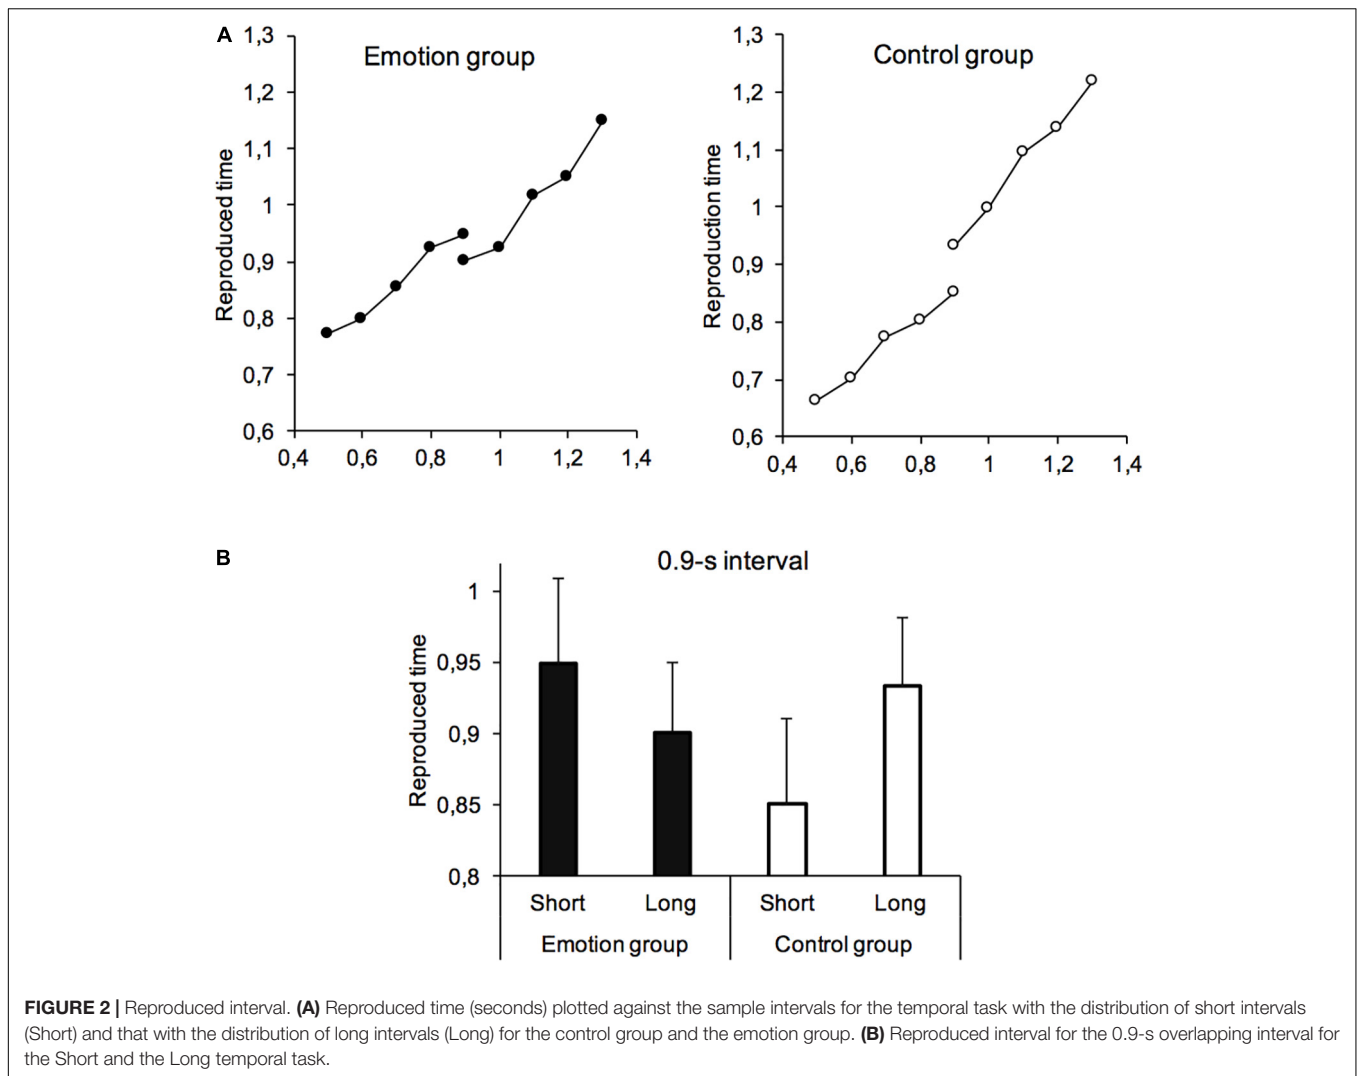 A
Emotion group
Reproduced time
1,3
1,2
1,1
1
0,9
0,8
0,7
0,6
0,4 0,6 0,8 1 1,2 1,4
Control group
Reproduction time
1,3
1,2
1,1
1
0,9
0,8
0,7
0,6
0,4 0,6 0,8 1 1,2 1,4
B
0.9-s interval
Reproduced time
1
0,95
0,9
0,85
0,8
Short Long Short Long
Emotion group Control group
FIGURE 2 | Reproduced interval. (A) Reproduced time (seconds) plotted against the sample intervals for the temporal task with the distribution of short intervals
(Short) and that with the distribution of long intervals (Long) for the control group and the emotion group. (B) Reproduced interval for the 0.9-s overlapping interval for
the Short and the Long temporal task.